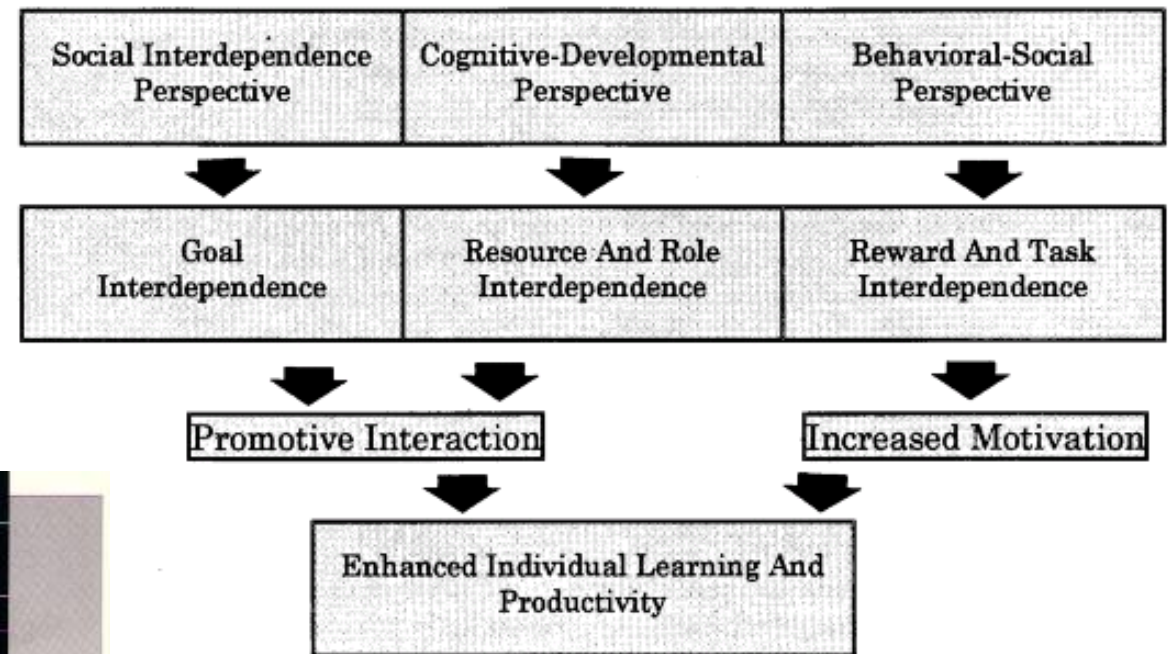 Social Interdependence
Perspective
Cognitive-Developmental
Perspective
Behavioral-Social
Perspective
Goal
Interdependence
Resource And Role
Interdependence
Reward And Task
Interdependence
Promotive Interaction
Increased Motivation
Enhanced Individual Learning And
Productivity